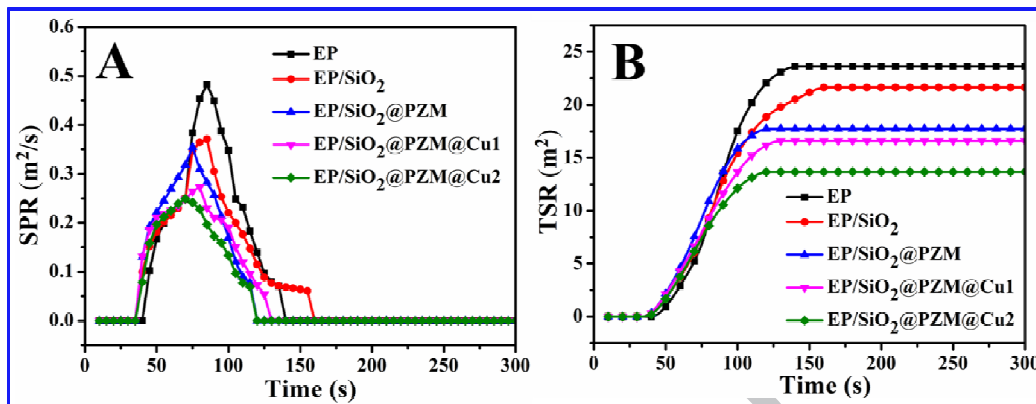 A
EP
EP/SiO₂
EP/SiO₂@PZM
EP/SiO₂@PZM@Cu1
EP/SiO₂@PZM@Cu2
SPR (m²/s)
0.6
0.5
0.4
0.3
0.2
0.1
0.0
0 50 100 150 200 250 300
Time (s)
B
TSR (m²)
25
20
15
10
5
0
EP
EP/SiO₂
EP/SiO₂@PZM
EP/SiO₂@PZM@Cu1
EP/SiO₂@PZM@Cu2
0 50 100 150 200 250 300
Time (s)